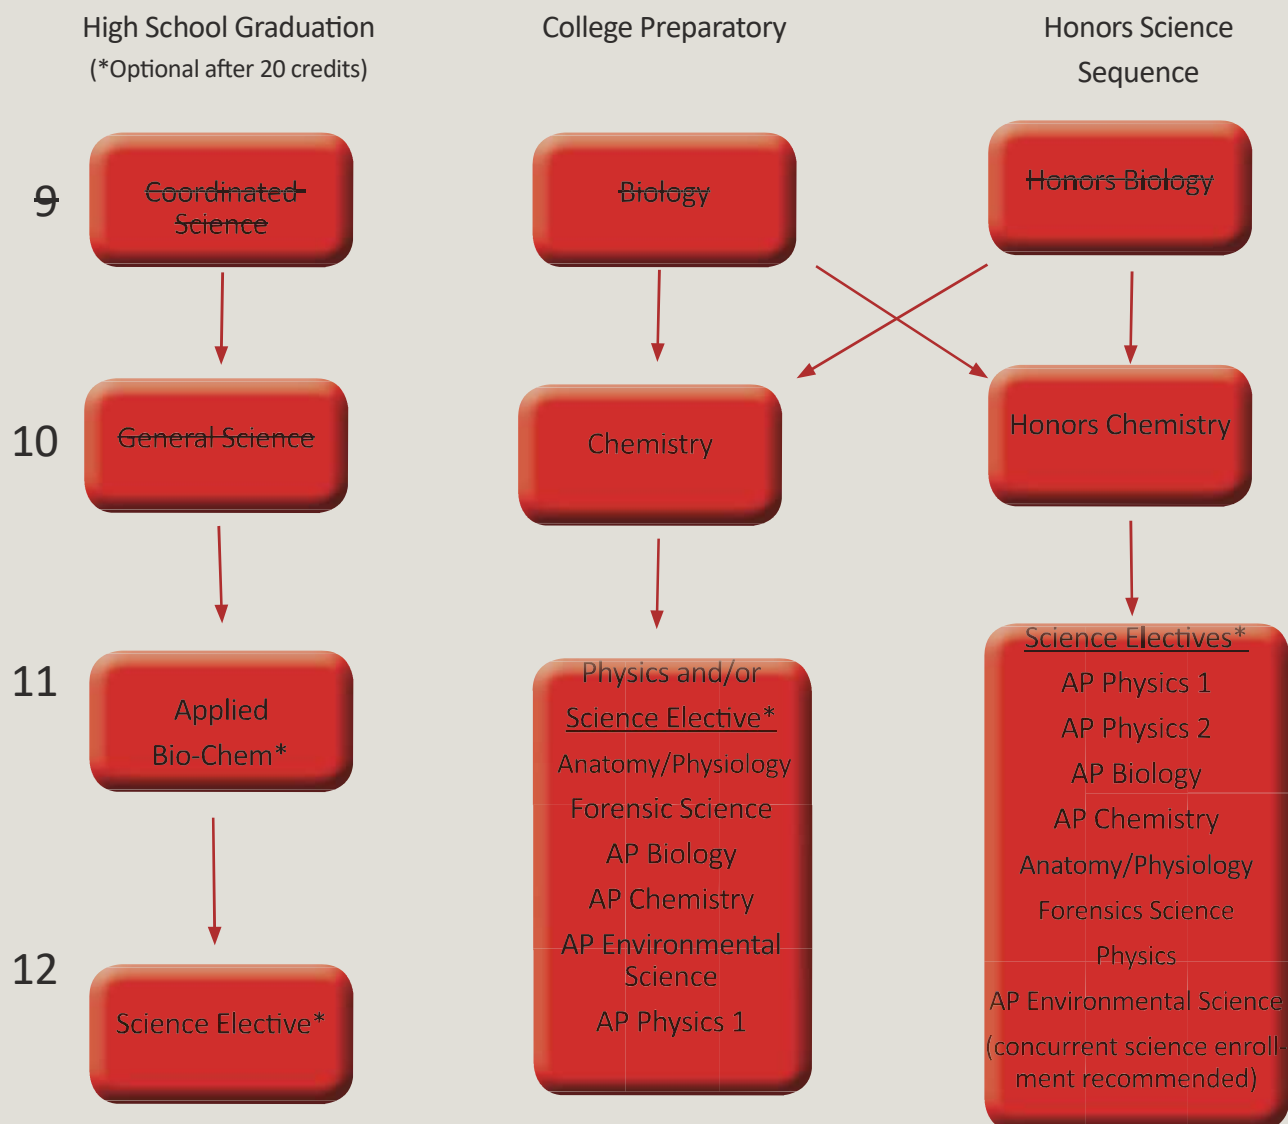 High School Graduation
(*Optional after 20 credits)
College Preparatory
Honors Science
Sequence
9
Coordinated
Science
Biology
Honors Biology
10
General Science
Chemistry
Honors Chemistry
11
Applied
Bio-Chem*
Physics and/or
Science Elective*
Anatomy/Physiology
Forensic Science
AP Biology
AP Chemistry
AP Environmental
Science
AP Physics 1
Science Electives*
AP Physics 1
AP Physics 2
AP Biology
AP Chemistry
Anatomy/Physiology
Forensics Science
Physics
AP Environmental Science
(concurrent science enroll-
ment recommended)
12
Science Elective*